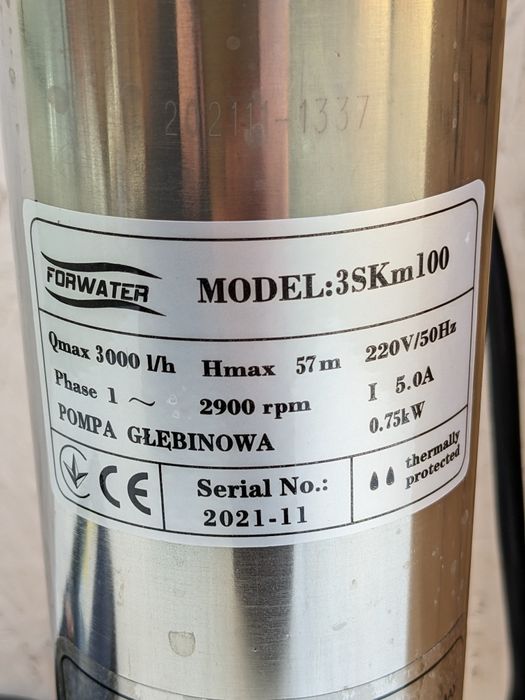 202111-1337
FORWATER
MODEL:3SKm100
Qmax 3000 l/h Hmax 57m 220V/50Hz
Phase 1 ~ 2900 rpm I 5.0A
POMPA GŁĘBINOWA 0.75kW
CE Serial No.: thermally
2021-11 protected